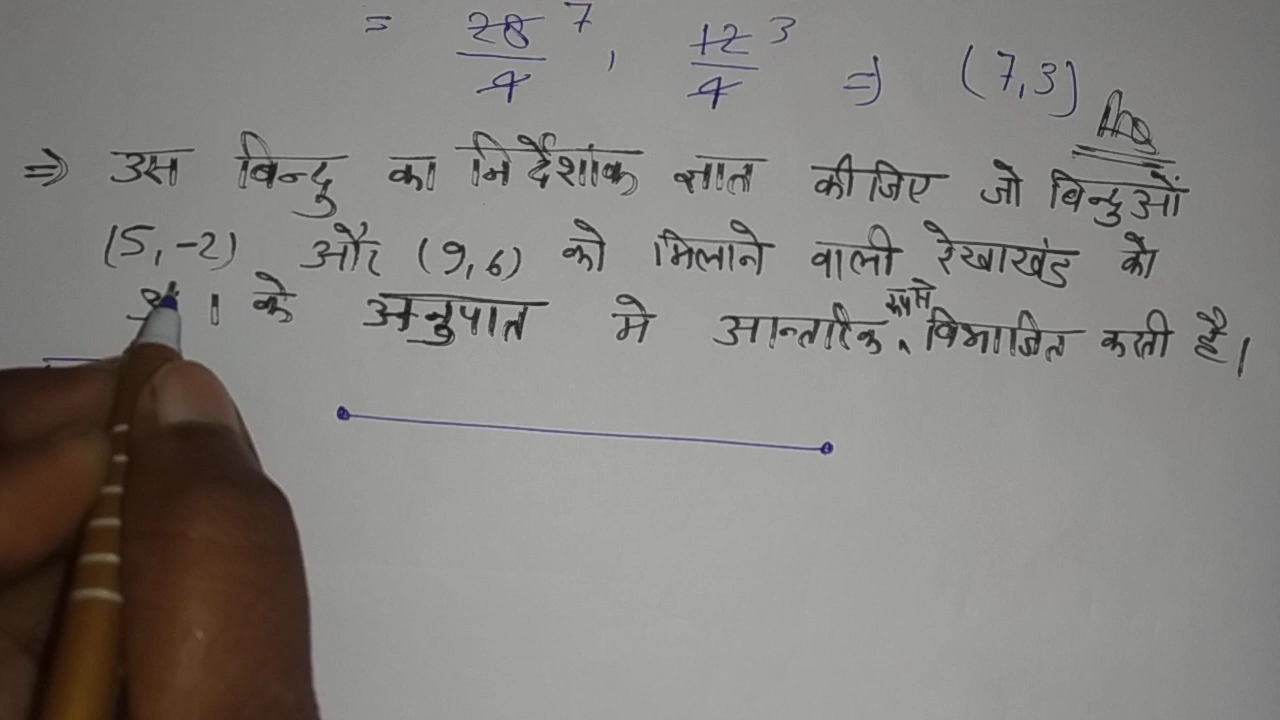 = 28/4 7 , 12/4 3 ⇒ (7,3) Ans
⇒ उस बिन्दु का निर्देशांक ज्ञात कीजिए जो बिन्दुओं
(5,-2) और (9,6) को मिलाने वाली रेखाखंड को
1 के अनुपात मे आन्तरिक रूप से विभाजित करती है।